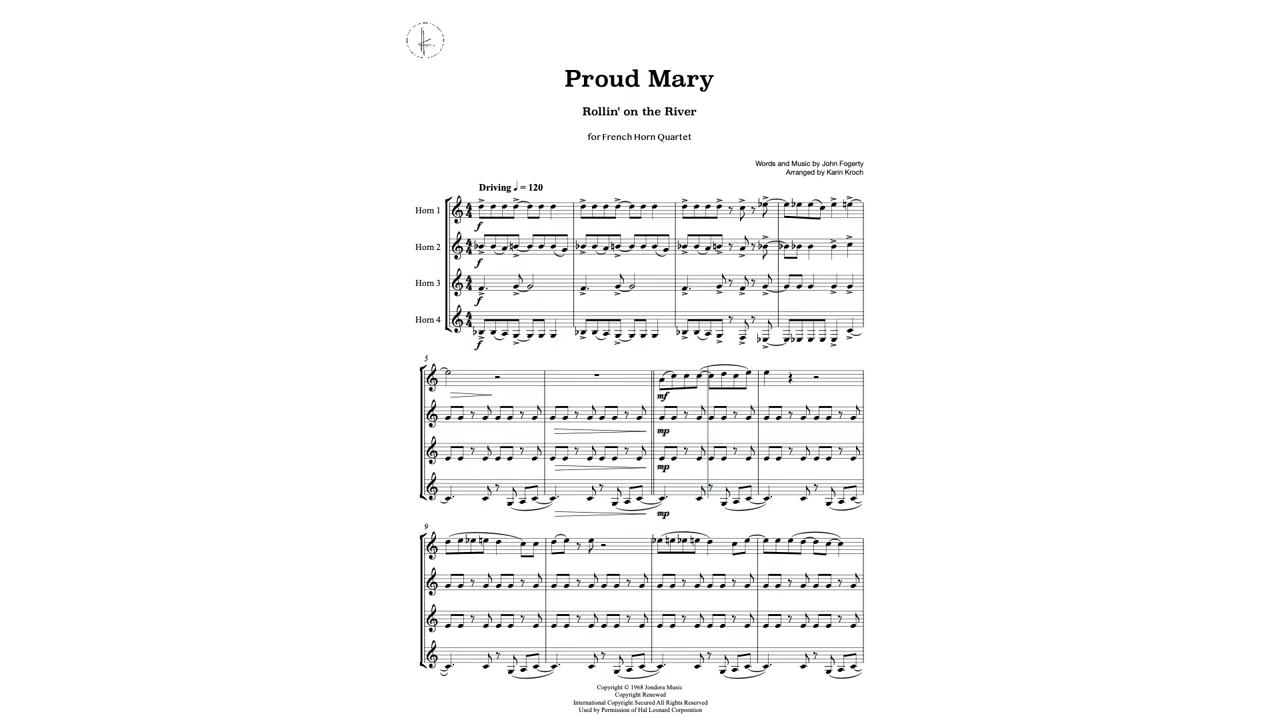 Proud Mary
Rollin' on the River
for French Horn Quartet
Words and Music by John Fogerty
Arranged by Karin Kroch
Driving ♩ = 120
Horn 1
f
Horn 2
f
Horn 3
f
Horn 4
f
5
mf
mp
mp
mp
9
Copyright © 1968 Jondora Music
Copyright Renewed
International Copyright Secured All Rights Reserved
Used by Permission of Hal Leonard Corporation